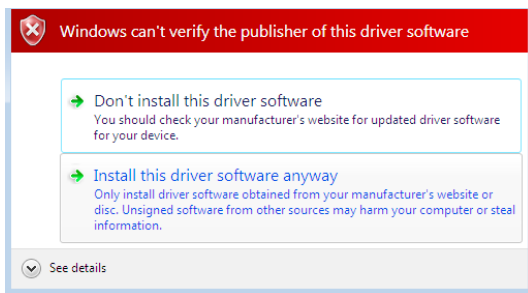 Windows can't verify the publisher of this driver software
Don't install this driver software
You should check your manufacturer's website for updated driver software
for your device.
Install this driver software anyway
Only install driver software obtained from your manufacturer's website or
disc. Unsigned software from other sources may harm your computer or steal
information.
See details